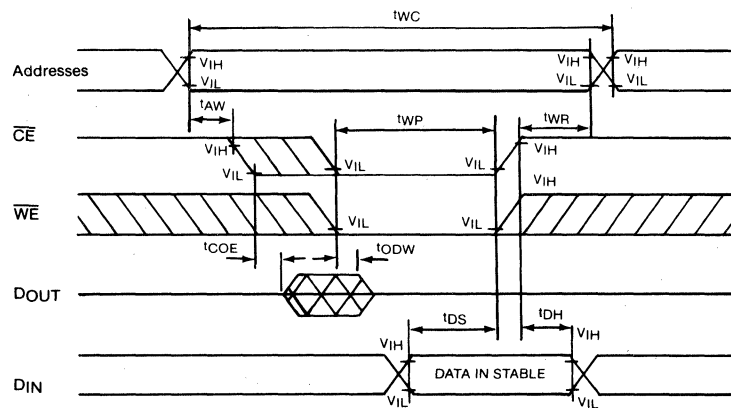 tWC
Addresses
VIH
VIL
VIH
VIL
VIH
VIL
tAW
tWP
tWR
CE
VIH
VIL
VIL
VIL
VIH
WE
VIL
VIL
tCOE
tODW
DOUT
tDS
tDH
VIH
VIH
DIN
DATA IN STABLE
VIL
VIL